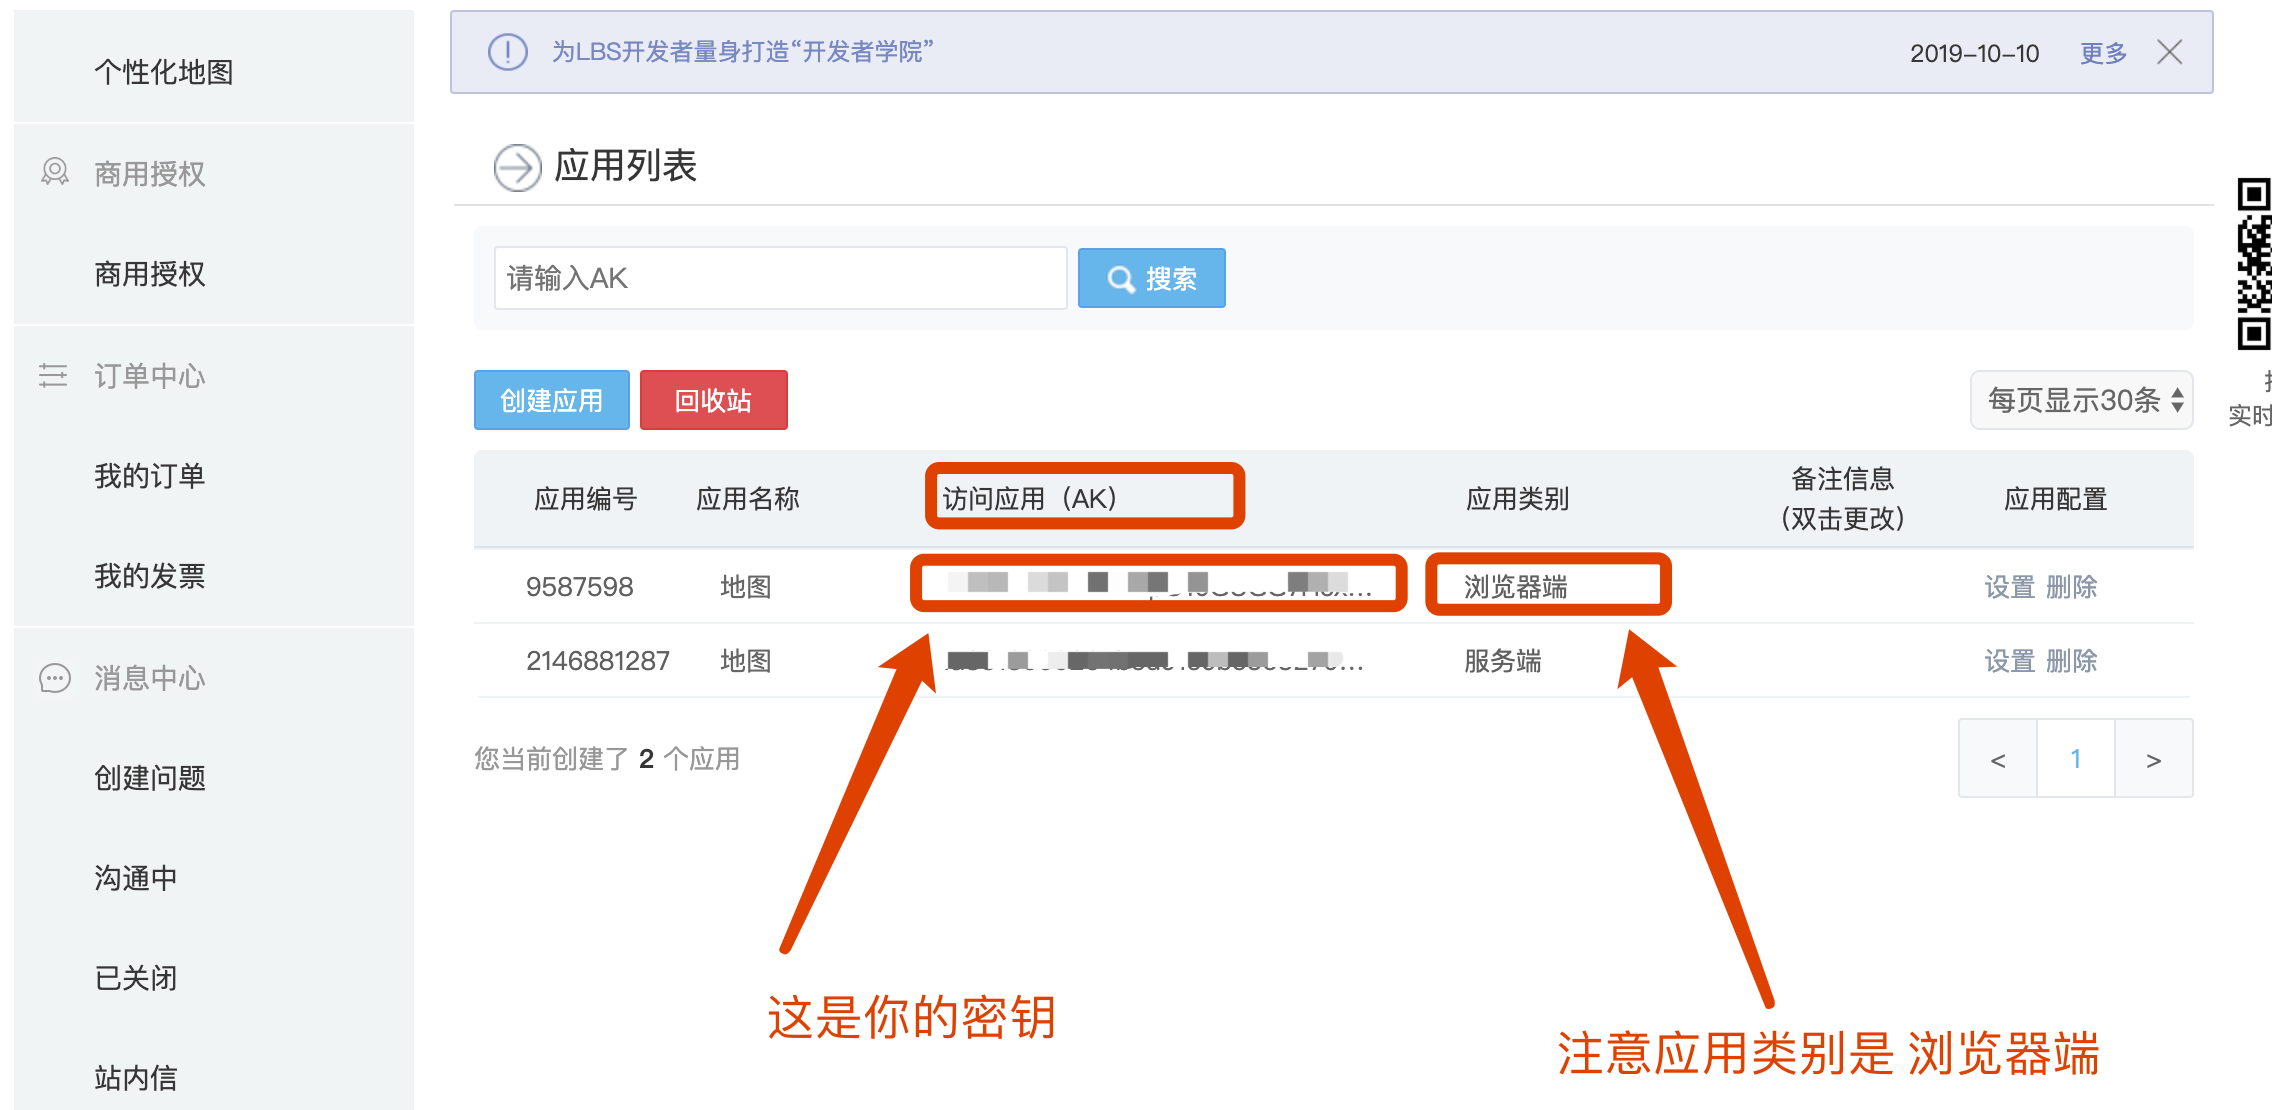 个性化地图
商用授权
商用授权
订单中心
我的订单
我的发票
消息中心
创建问题
沟通中
已关闭
站内信
为LBS开发者量身打造“开发者学院”
2019-10-10 更多
应用列表
请输入AK
搜索
创建应用 回收站
每页显示30条
实时
应用编号 应用名称 访问应用（AK） 应用类别 备注信息 应用配置
（双击更改）
9587598 地图 浏览器端 设置 删除
2146881287 地图 服务端 设置 删除
您当前创建了 2 个应用
< 1 >
这是你的密钥
注意应用类别是 浏览器端